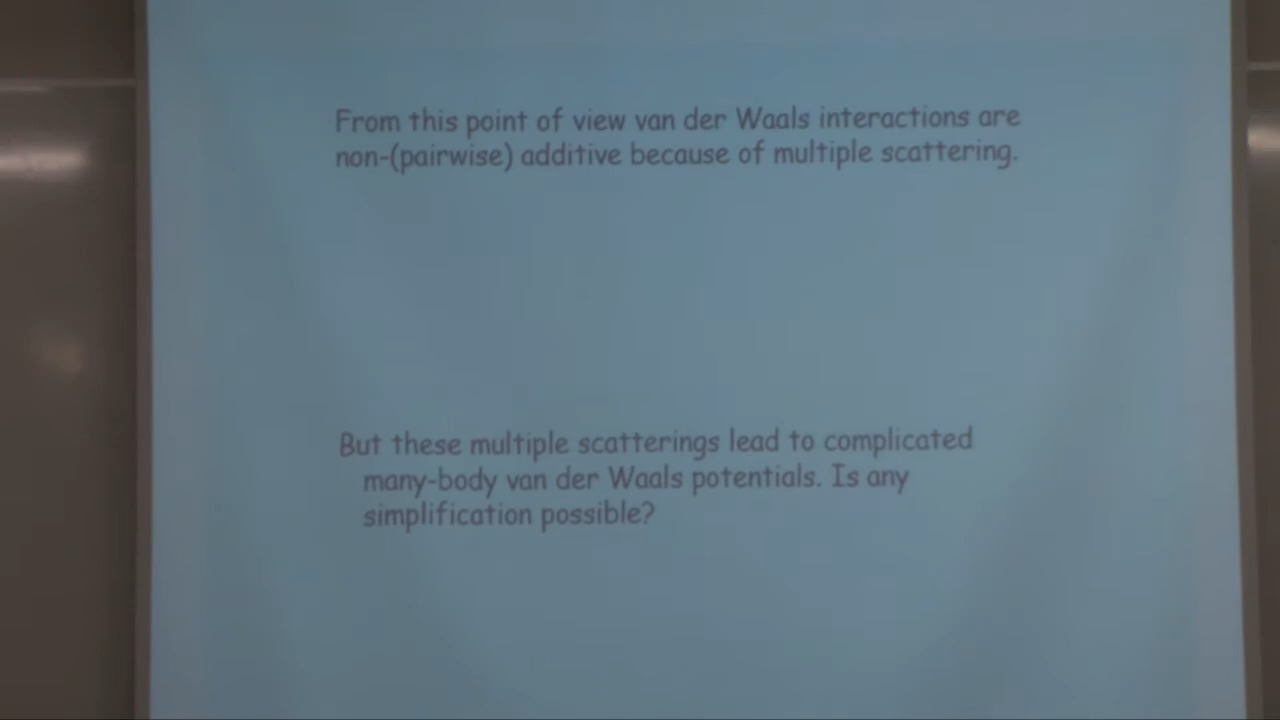 From this point of view van der Waals interactions are
non-(pairwise) additive because of multiple scattering.
But these multiple scatterings lead to complicated
many-body van der Waals potentials. Is any
simplification possible?